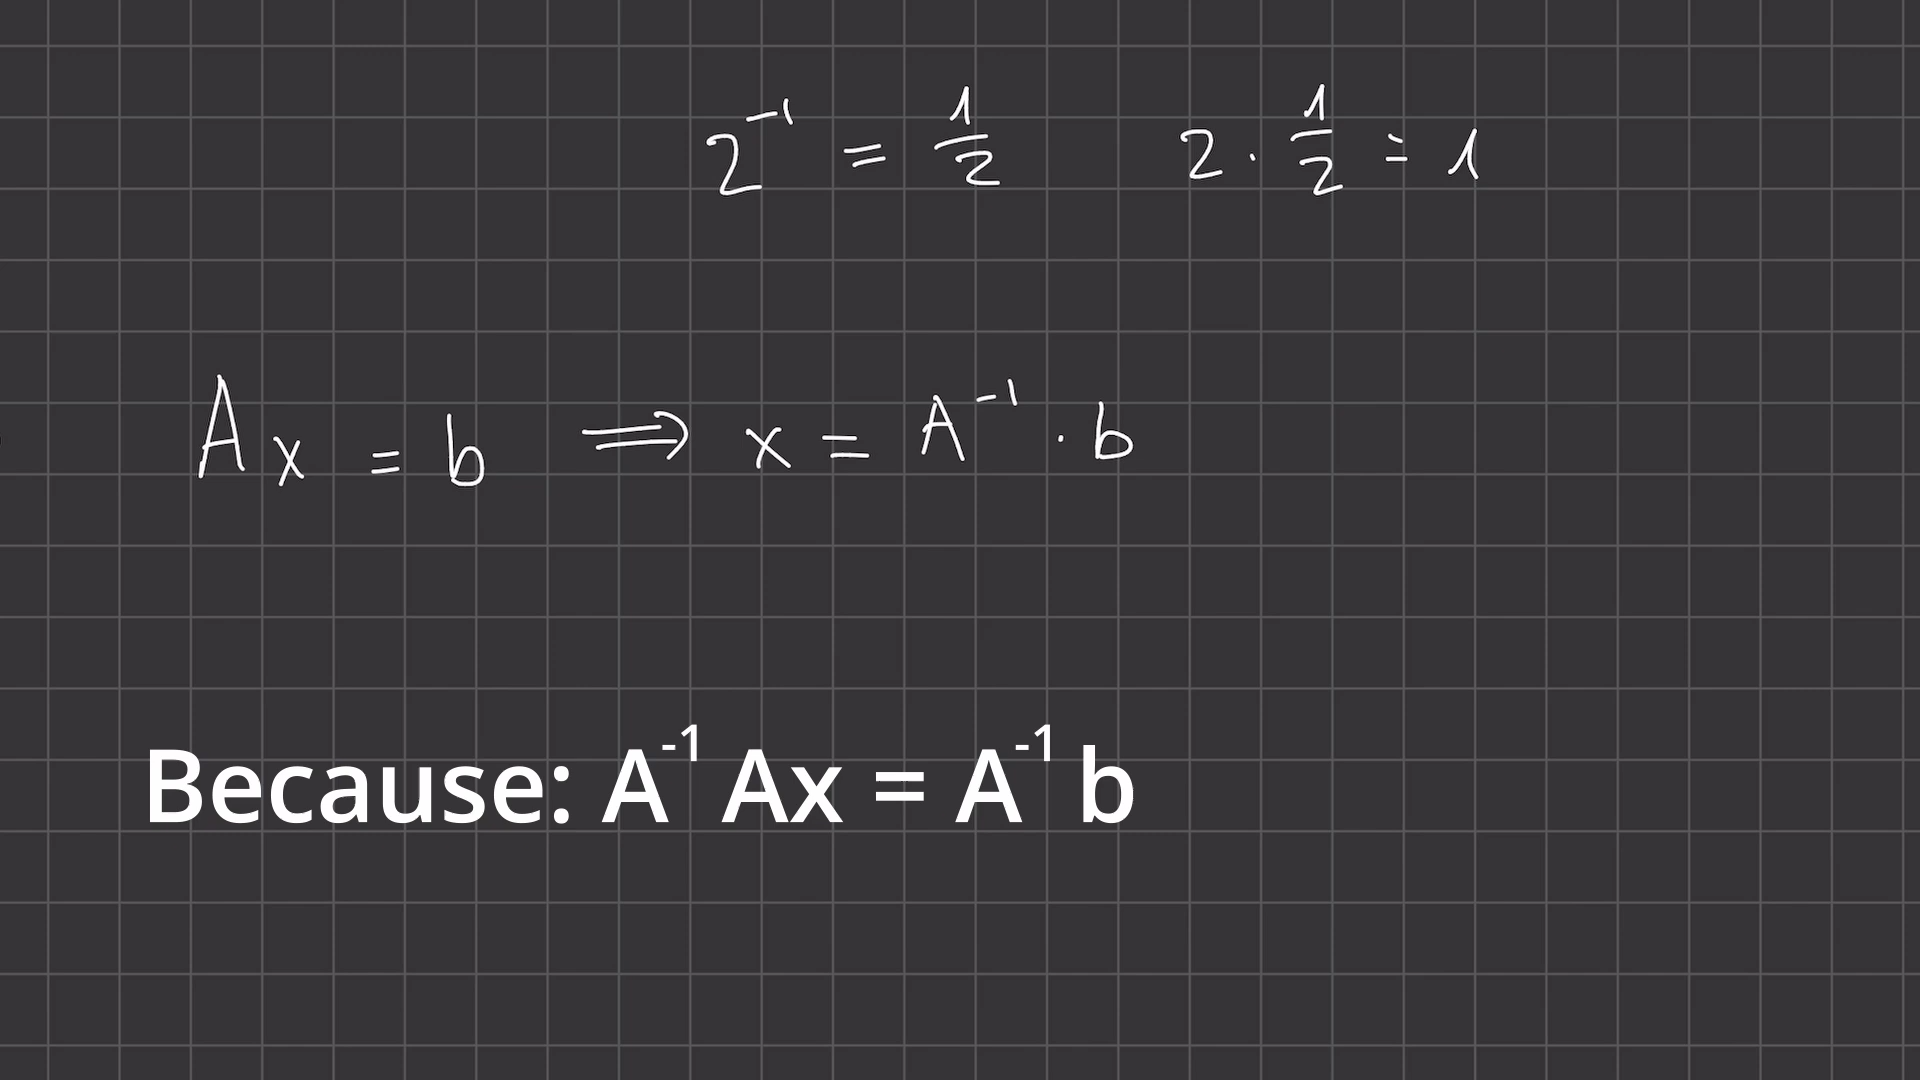 2⁻¹ = 1/2 2 · 1/2 = 1
Ax = b ⟹ x = A⁻¹ · b
Because: A⁻¹ Ax = A⁻¹ b